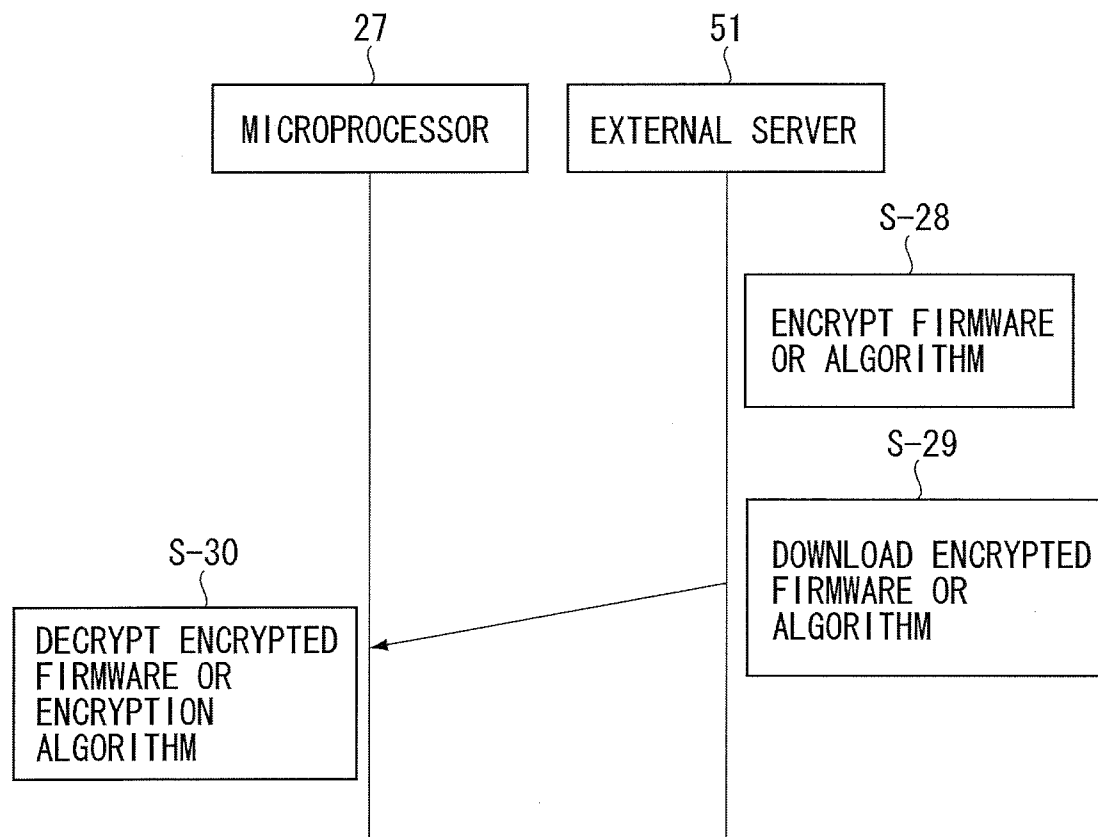 27
51
MICROPROCESSOR
EXTERNAL SERVER
S-28
ENCRYPT FIRMWARE
OR ALGORITHM
S-29
DOWNLOAD ENCRYPTED
FIRMWARE OR
ALGORITHM
S-30
DECRYPT ENCRYPTED
FIRMWARE OR
ENCRYPTION
ALGORITHM